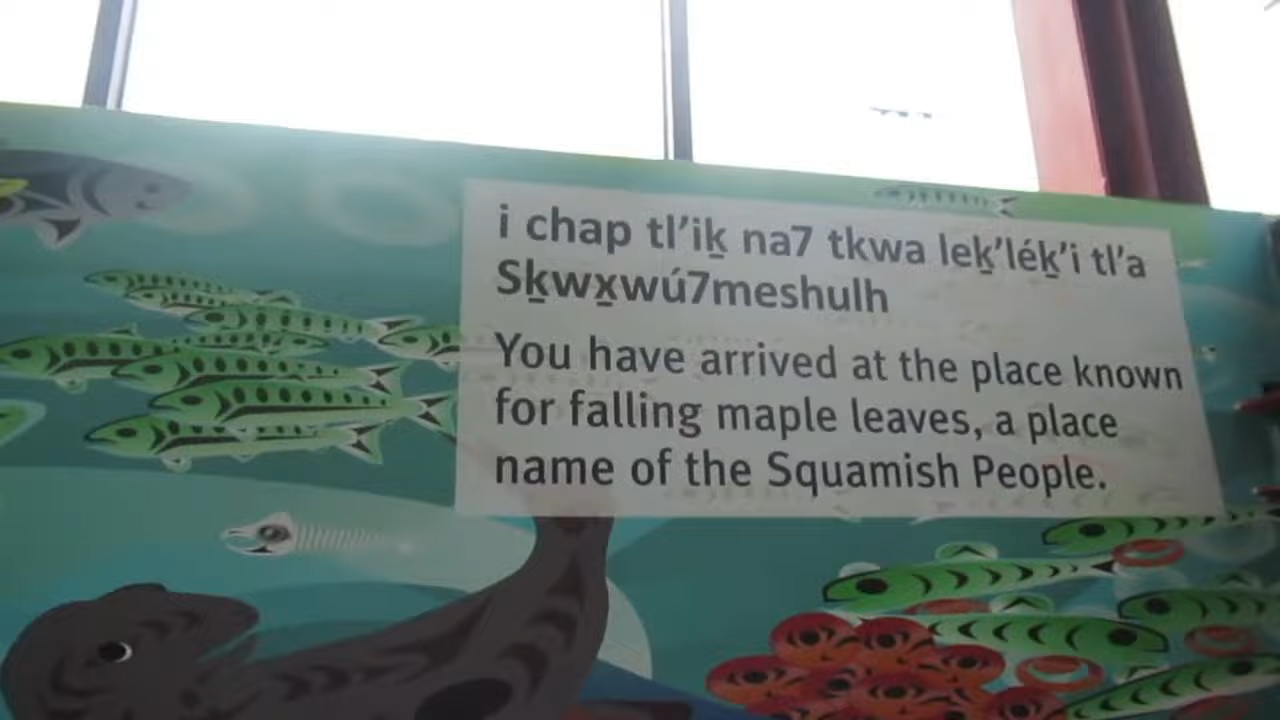 i chap tl’iḵ na7 tkwa leḵ’léḵ’i tl’a
Sḵwx̱wú7meshulh
You have arrived at the place known
for falling maple leaves, a place
name of the Squamish People.